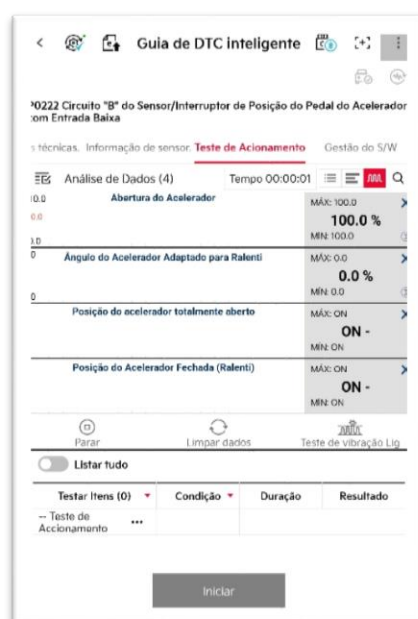 Guia de DTC inteligente
P0222 Circuito "B" do Sensor/Interruptor de Posição do Pedal do Acelerador
com Entrada Baixa
s técnicas. Informação de sensor. Teste de Acionamento Gestão do S/W
Análise de Dados (4) Tempo 00:00:01
Abertura do Acelerador MÁX: 100.0
100.0 %
MÍN: 100.0
Ângulo do Acelerador Adaptado para Ralenti MÁX: 0.0
0.0 %
MÍN: 0.0
Posição do acelerador totalmente aberto MÁX: ON
ON -
MÍN: ON
Posição do Acelerador Fechada (Ralenti) MÁX: ON
ON -
MÍN: ON
Parar Limpar dados Teste de vibração Lig
Listar tudo
Testar Itens (0) Condição Duração Resultado
-- Teste de
Accionamento ...
Iniciar